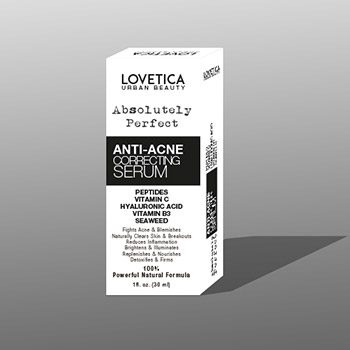 LOVETICA
URBAN BEAUTY
Absolutely
Perfect
ANTI-ACNE
CORRECTING
SERUM
PEPTIDES
VITAMIN C
HYALURONIC ACID
VITAMIN B3
SEAWEED
Fights Acne & Blemishes
Naturally Clears Skin & Breakouts
Reduces Inflammation
Brightens & Illuminates
Replenishes & Nourishes
Detoxifies & Firms
100%
Powerful Natural Formula
1fl. oz. (30 ml)